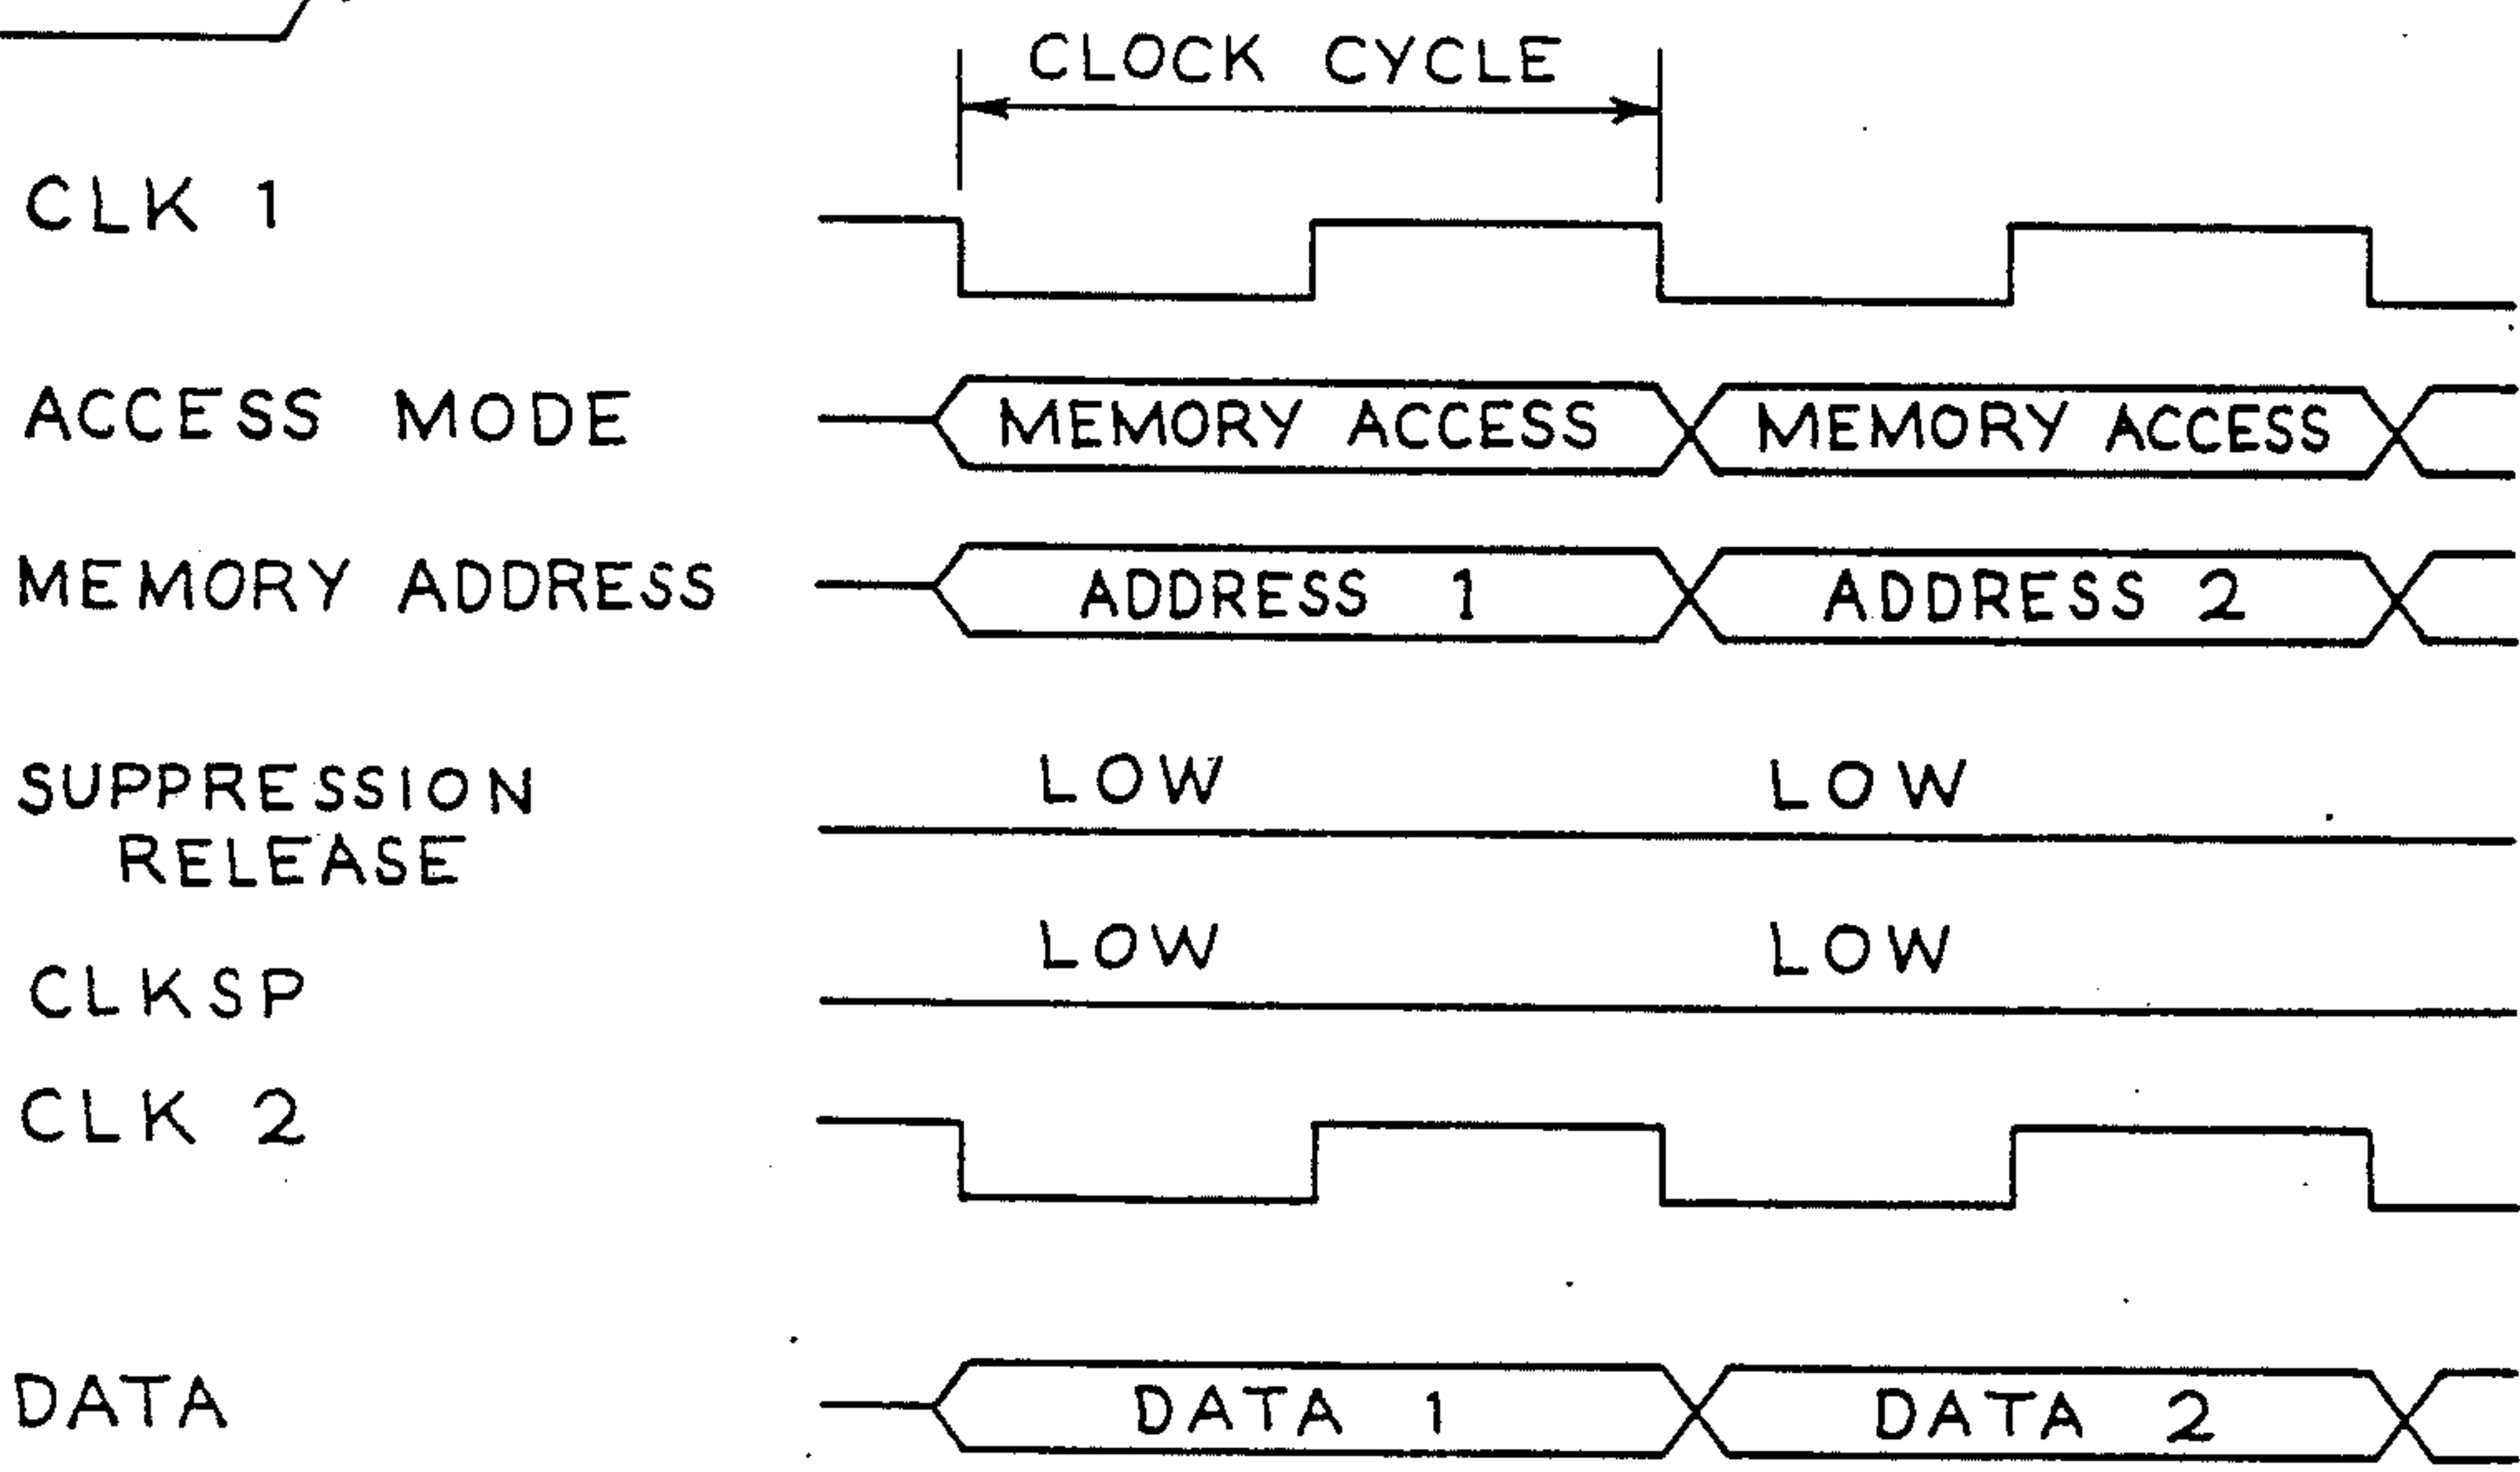 CLOCK CYCLE
CLK 1
ACCESS MODE MEMORY ACCESS MEMORY ACCESS
MEMORY ADDRESS ADDRESS 1 ADDRESS 2
LOW LOW
SUPPRESSION
RELEASE
LOW LOW
CLKSP
CLK 2
DATA DATA 1 DATA 2